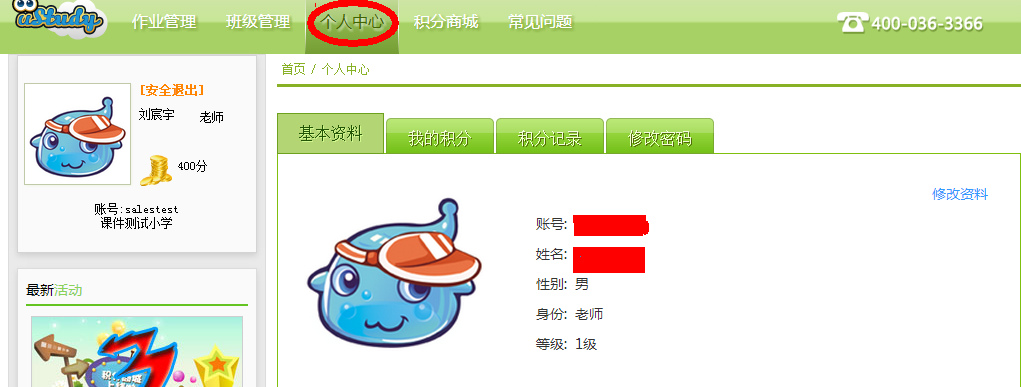 uStudy
作业管理 班级管理 个人中心 积分商城 常见问题
400-036-3366
首页 / 个人中心
[安全退出]
刘宸宇 老师
400分
账号:salestest
课件测试小学
最新活动
基本资料 我的积分 积分记录 修改密码
修改资料
账号:
姓名:
性别: 男
身份: 老师
等级: 1级